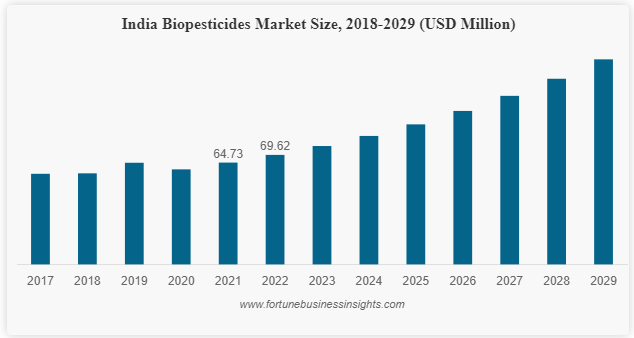 India Biopesticides Market Size, 2018-2029 (USD Million)
64.73
69.62
2017 2018 2019 2020 2021 2022 2023 2024 2025 2026 2027 2028 2029
www.fortunebusinessinsights.com